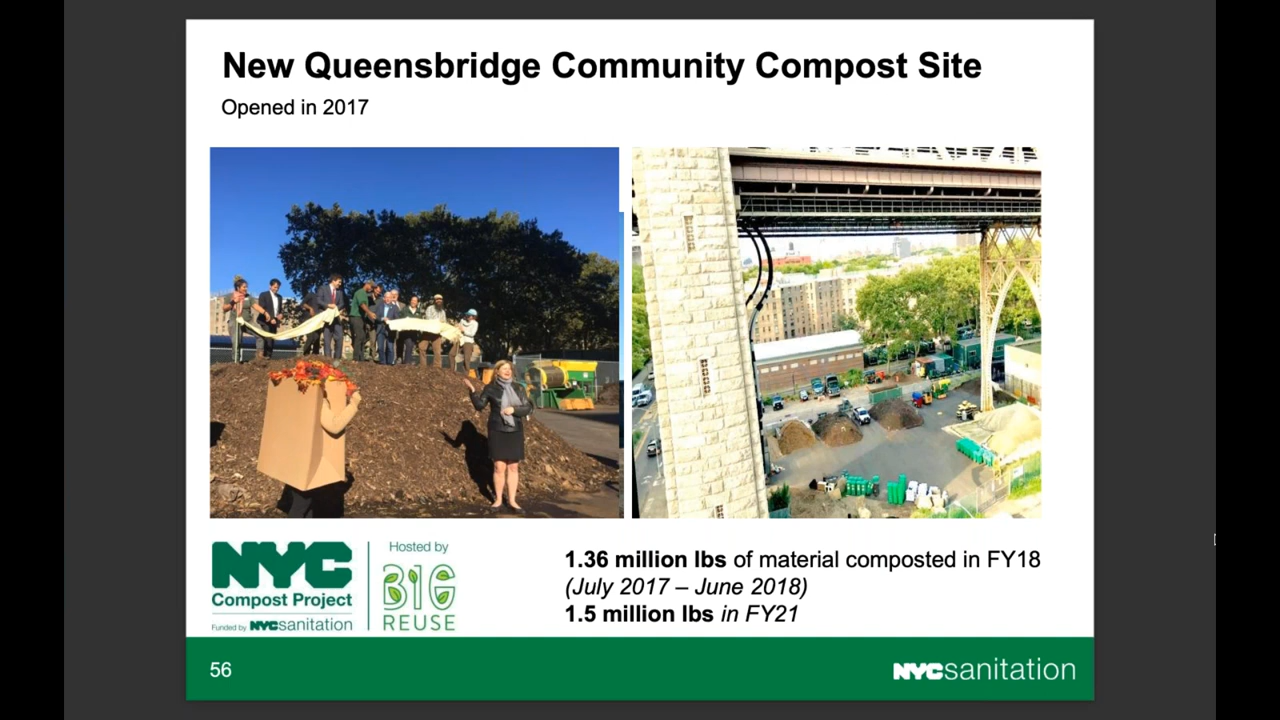 New Queensbridge Community Compost Site
Opened in 2017
NYC
Compost Project
Funded by NYCsanitation
Hosted by
BIG
REUSE
1.36 million lbs of material composted in FY18
(July 2017 – June 2018)
1.5 million lbs in FY21
56
NYCsanitation